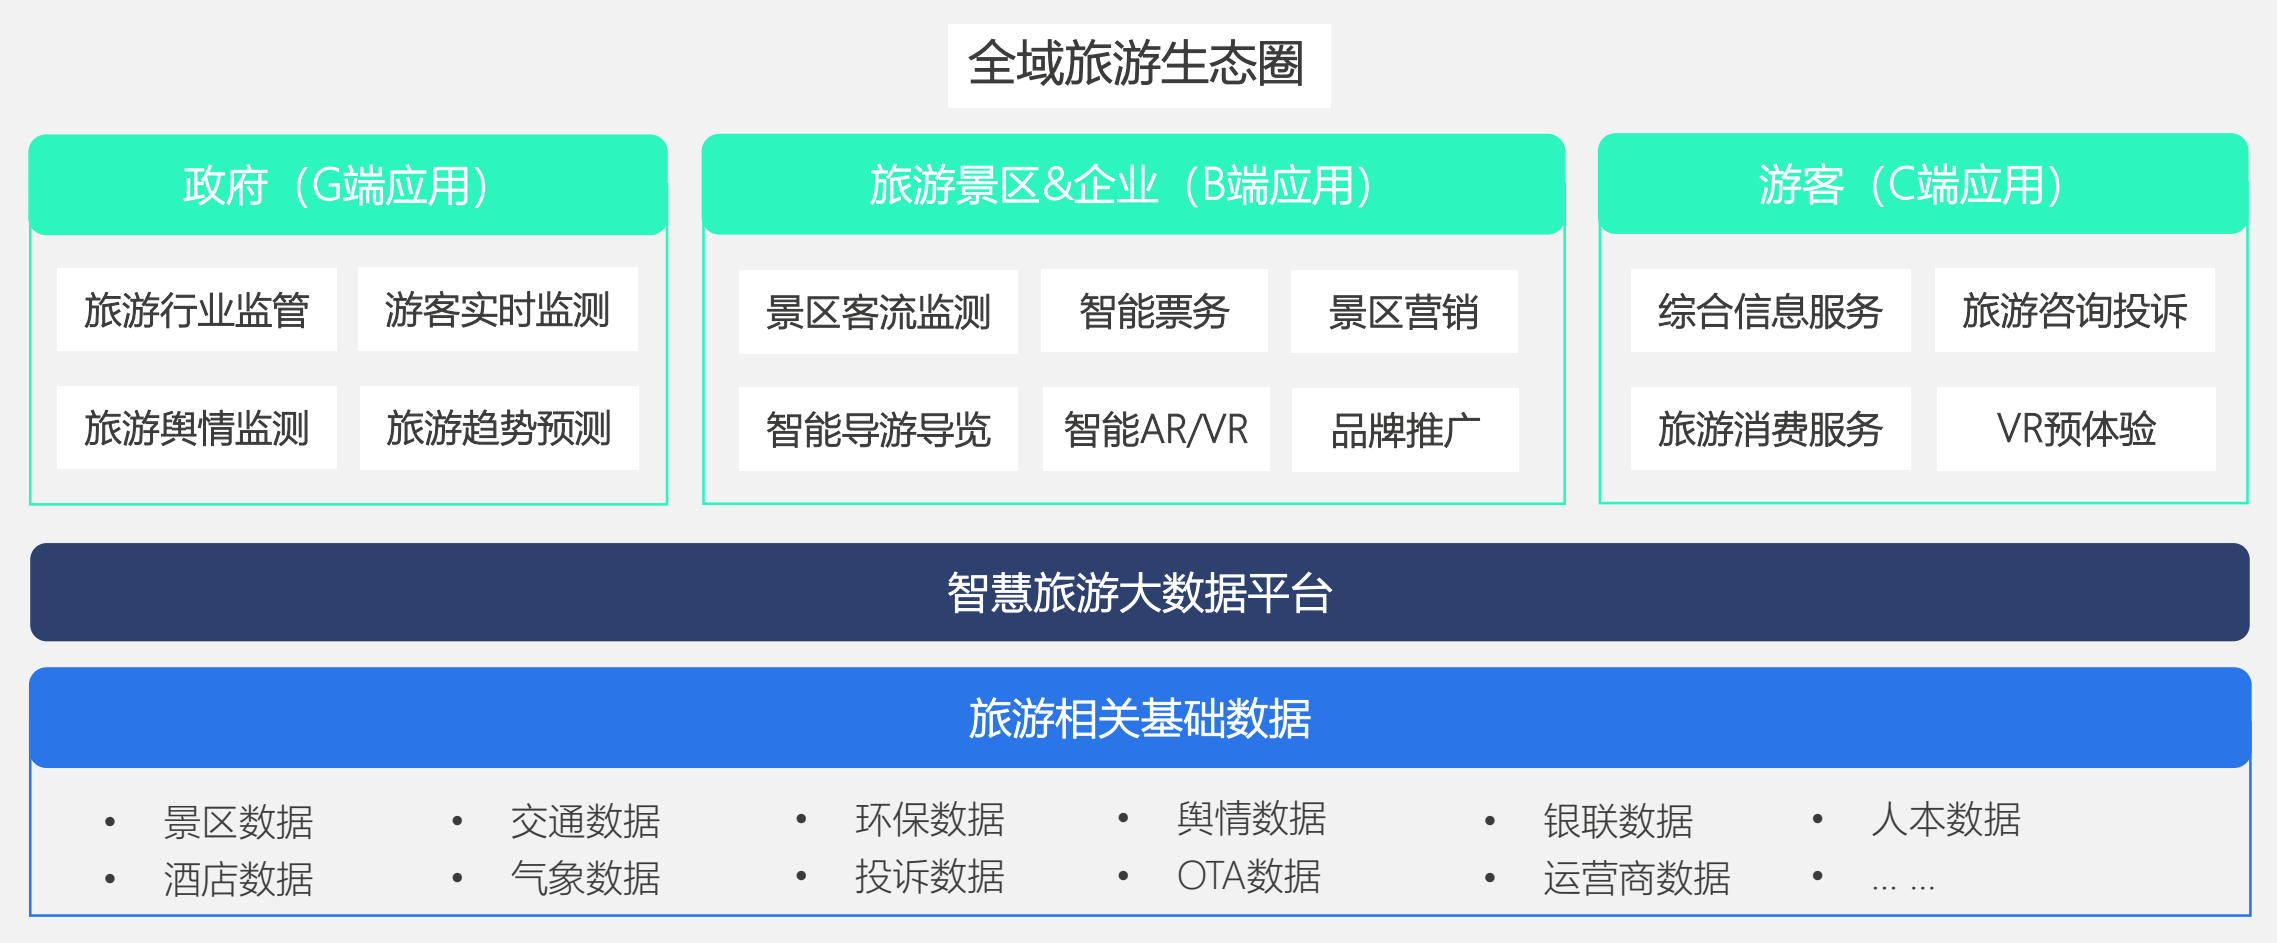 全域旅游生态圈
政府（G端应用）
旅游行业监管
游客实时监测
旅游舆情监测
旅游趋势预测
旅游景区&企业（B端应用）
景区客流监测
智能票务
景区营销
智能导游导览
智能AR/VR
品牌推广
游客（C端应用）
综合信息服务
旅游咨询投诉
旅游消费服务
VR预体验
智慧旅游大数据平台
旅游相关基础数据
• 景区数据
• 酒店数据
• 交通数据
• 气象数据
• 环保数据
• 投诉数据
• 舆情数据
• OTA数据
• 银联数据
• 运营商数据
• 人本数据
• ... ...